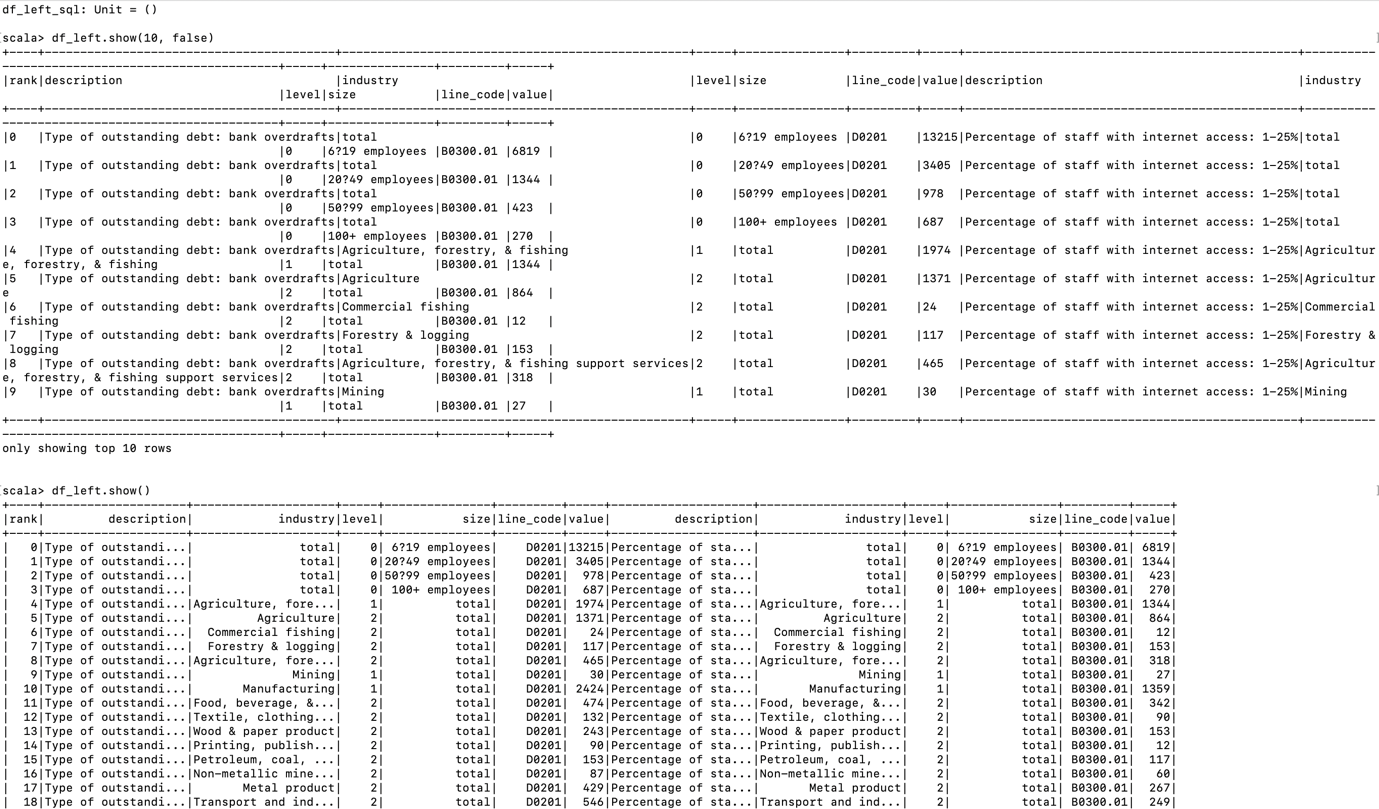 df_left_sql: Unit = ()
scala> df_left.show(10, false)
+----+-----------------------------------------+-------------------------------------------------+-----+---------------+---------+-----+---------------------------------------------+----------
---------------------------------------+-----+---------------+---------+-----+
|rank|description                              |industry                                         |level|size           |line_code|value|description                                  |industry
                                       |level|size           |line_code|value|
+----+-----------------------------------------+-------------------------------------------------+-----+---------------+---------+-----+---------------------------------------------+----------
---------------------------------------+-----+---------------+---------+-----+
|0   |Type of outstanding debt: bank overdrafts|total                                            |0    |6?19 employees |D0201    |13215|Percentage of staff with internet access: 1-25%|total
                                       |0    |6?19 employees |B0300.01 |6819 |
|1   |Type of outstanding debt: bank overdrafts|total                                            |0    |20?49 employees|D0201    |3405 |Percentage of staff with internet access: 1-25%|total
                                       |0    |20?49 employees|B0300.01 |1344 |
|2   |Type of outstanding debt: bank overdrafts|total                                            |0    |50?99 employees|D0201    |978  |Percentage of staff with internet access: 1-25%|total
                                       |0    |50?99 employees|B0300.01 |423  |
|3   |Type of outstanding debt: bank overdrafts|total                                            |0    |100+ employees |D0201    |687  |Percentage of staff with internet access: 1-25%|total
                                       |0    |100+ employees |B0300.01 |270  |
|4   |Type of outstanding debt: bank overdrafts|Agriculture, forestry, & fishing                 |1    |total          |D0201    |1974 |Percentage of staff with internet access: 1-25%|Agricultur
e, forestry, & fishing                 |1    |total          |B0300.01 |1344 |
|5   |Type of outstanding debt: bank overdrafts|Agriculture                                      |2    |total          |D0201    |1371 |Percentage of staff with internet access: 1-25%|Agricultur
e                                      |2    |total          |B0300.01 |864  |
|6   |Type of outstanding debt: bank overdrafts|Commercial fishing                               |2    |total          |D0201    |24   |Percentage of staff with internet access: 1-25%|Commercial
 fishing                               |2    |total          |B0300.01 |12   |
|7   |Type of outstanding debt: bank overdrafts|Forestry & logging                               |2    |total          |D0201    |117  |Percentage of staff with internet access: 1-25%|Forestry &
 logging                               |2    |total          |B0300.01 |153  |
|8   |Type of outstanding debt: bank overdrafts|Agriculture, forestry, & fishing support services|2    |total          |D0201    |465  |Percentage of staff with internet access: 1-25%|Agricultur
e, forestry, & fishing support services|2    |total          |B0300.01 |318  |
|9   |Type of outstanding debt: bank overdrafts|Mining                                           |1    |total          |D0201    |30   |Percentage of staff with internet access: 1-25%|Mining
                                       |1    |total          |B0300.01 |27   |
+----+-----------------------------------------+-------------------------------------------------+-----+---------------+---------+-----+---------------------------------------------+----------
---------------------------------------+-----+---------------+---------+-----+
only showing top 10 rows
scala> df_left.show()
+----+--------------------+--------------------+-----+---------------+---------+-----+--------------------+--------------------+-----+---------------+---------+-----+
|rank|         description|            industry|level|           size|line_code|value|         description|            industry|level|           size|line_code|value|
+----+--------------------+--------------------+-----+---------------+---------+-----+--------------------+--------------------+-----+---------------+---------+-----+
|   0|Type of outstandi...|               total|    0| 6?19 employees|    D0201|13215|Percentage of sta...|               total|    0| 6?19 employees| B0300.01| 6819|
|   1|Type of outstandi...|               total|    0|20?49 employees|    D0201| 3405|Percentage of sta...|               total|    0|20?49 employees| B0300.01| 1344|
|   2|Type of outstandi...|               total|    0|50?99 employees|    D0201|  978|Percentage of sta...|               total|    0|50?99 employees| B0300.01|  423|
|   3|Type of outstandi...|               total|    0| 100+ employees|    D0201|  687|Percentage of sta...|               total|    0| 100+ employees| B0300.01|  270|
|   4|Type of outstandi...|Agriculture, fore...|    1|          total|    D0201| 1974|Percentage of sta...|Agriculture, fore...|    1|          total| B0300.01| 1344|
|   5|Type of outstandi...|         Agriculture|    2|          total|    D0201| 1371|Percentage of sta...|         Agriculture|    2|          total| B0300.01|  864|
|   6|Type of outstandi...|  Commercial fishing|    2|          total|    D0201|   24|Percentage of sta...|  Commercial fishing|    2|          total| B0300.01|   12|
|   7|Type of outstandi...|  Forestry & logging|    2|          total|    D0201|  117|Percentage of sta...|  Forestry & logging|    2|          total| B0300.01|  153|
|   8|Type of outstandi...|Agriculture, fore...|    2|          total|    D0201|  465|Percentage of sta...|Agriculture, fore...|    2|          total| B0300.01|  318|
|   9|Type of outstandi...|              Mining|    1|          total|    D0201|   30|Percentage of sta...|              Mining|    1|          total| B0300.01|   27|
|  10|Type of outstandi...|       Manufacturing|    1|          total|    D0201| 2424|Percentage of sta...|       Manufacturing|    1|          total| B0300.01| 1359|
|  11|Type of outstandi...|Food, beverage, &...|    2|          total|    D0201|  474|Percentage of sta...|Food, beverage, &...|    2|          total| B0300.01|  342|
|  12|Type of outstandi...|Textile, clothing...|    2|          total|    D0201|  132|Percentage of sta...|Textile, clothing...|    2|          total| B0300.01|   90|
|  13|Type of outstandi...|Wood & paper product|    2|          total|    D0201|  243|Percentage of sta...|Wood & paper product|    2|          total| B0300.01|  153|
|  14|Type of outstandi...|Printing, publish...|    2|          total|    D0201|   90|Percentage of sta...|Printing, publish...|    2|          total| B0300.01|   12|
|  15|Type of outstandi...|Petroleum, coal, ...|    2|          total|    D0201|  153|Percentage of sta...|Petroleum, coal, ...|    2|          total| B0300.01|  117|
|  16|Type of outstandi...|Non-metallic mine...|    2|          total|    D0201|   87|Percentage of sta...|Non-metallic mine...|    2|          total| B0300.01|   60|
|  17|Type of outstandi...|       Metal product|    2|          total|    D0201|  429|Percentage of sta...|       Metal product|    2|          total| B0300.01|  267|
|  18|Type of outstandi...|Transport and ind...|    2|          total|    D0201|  546|Percentage of sta...|Transport and ind...|    2|          total| B0300.01|  249|